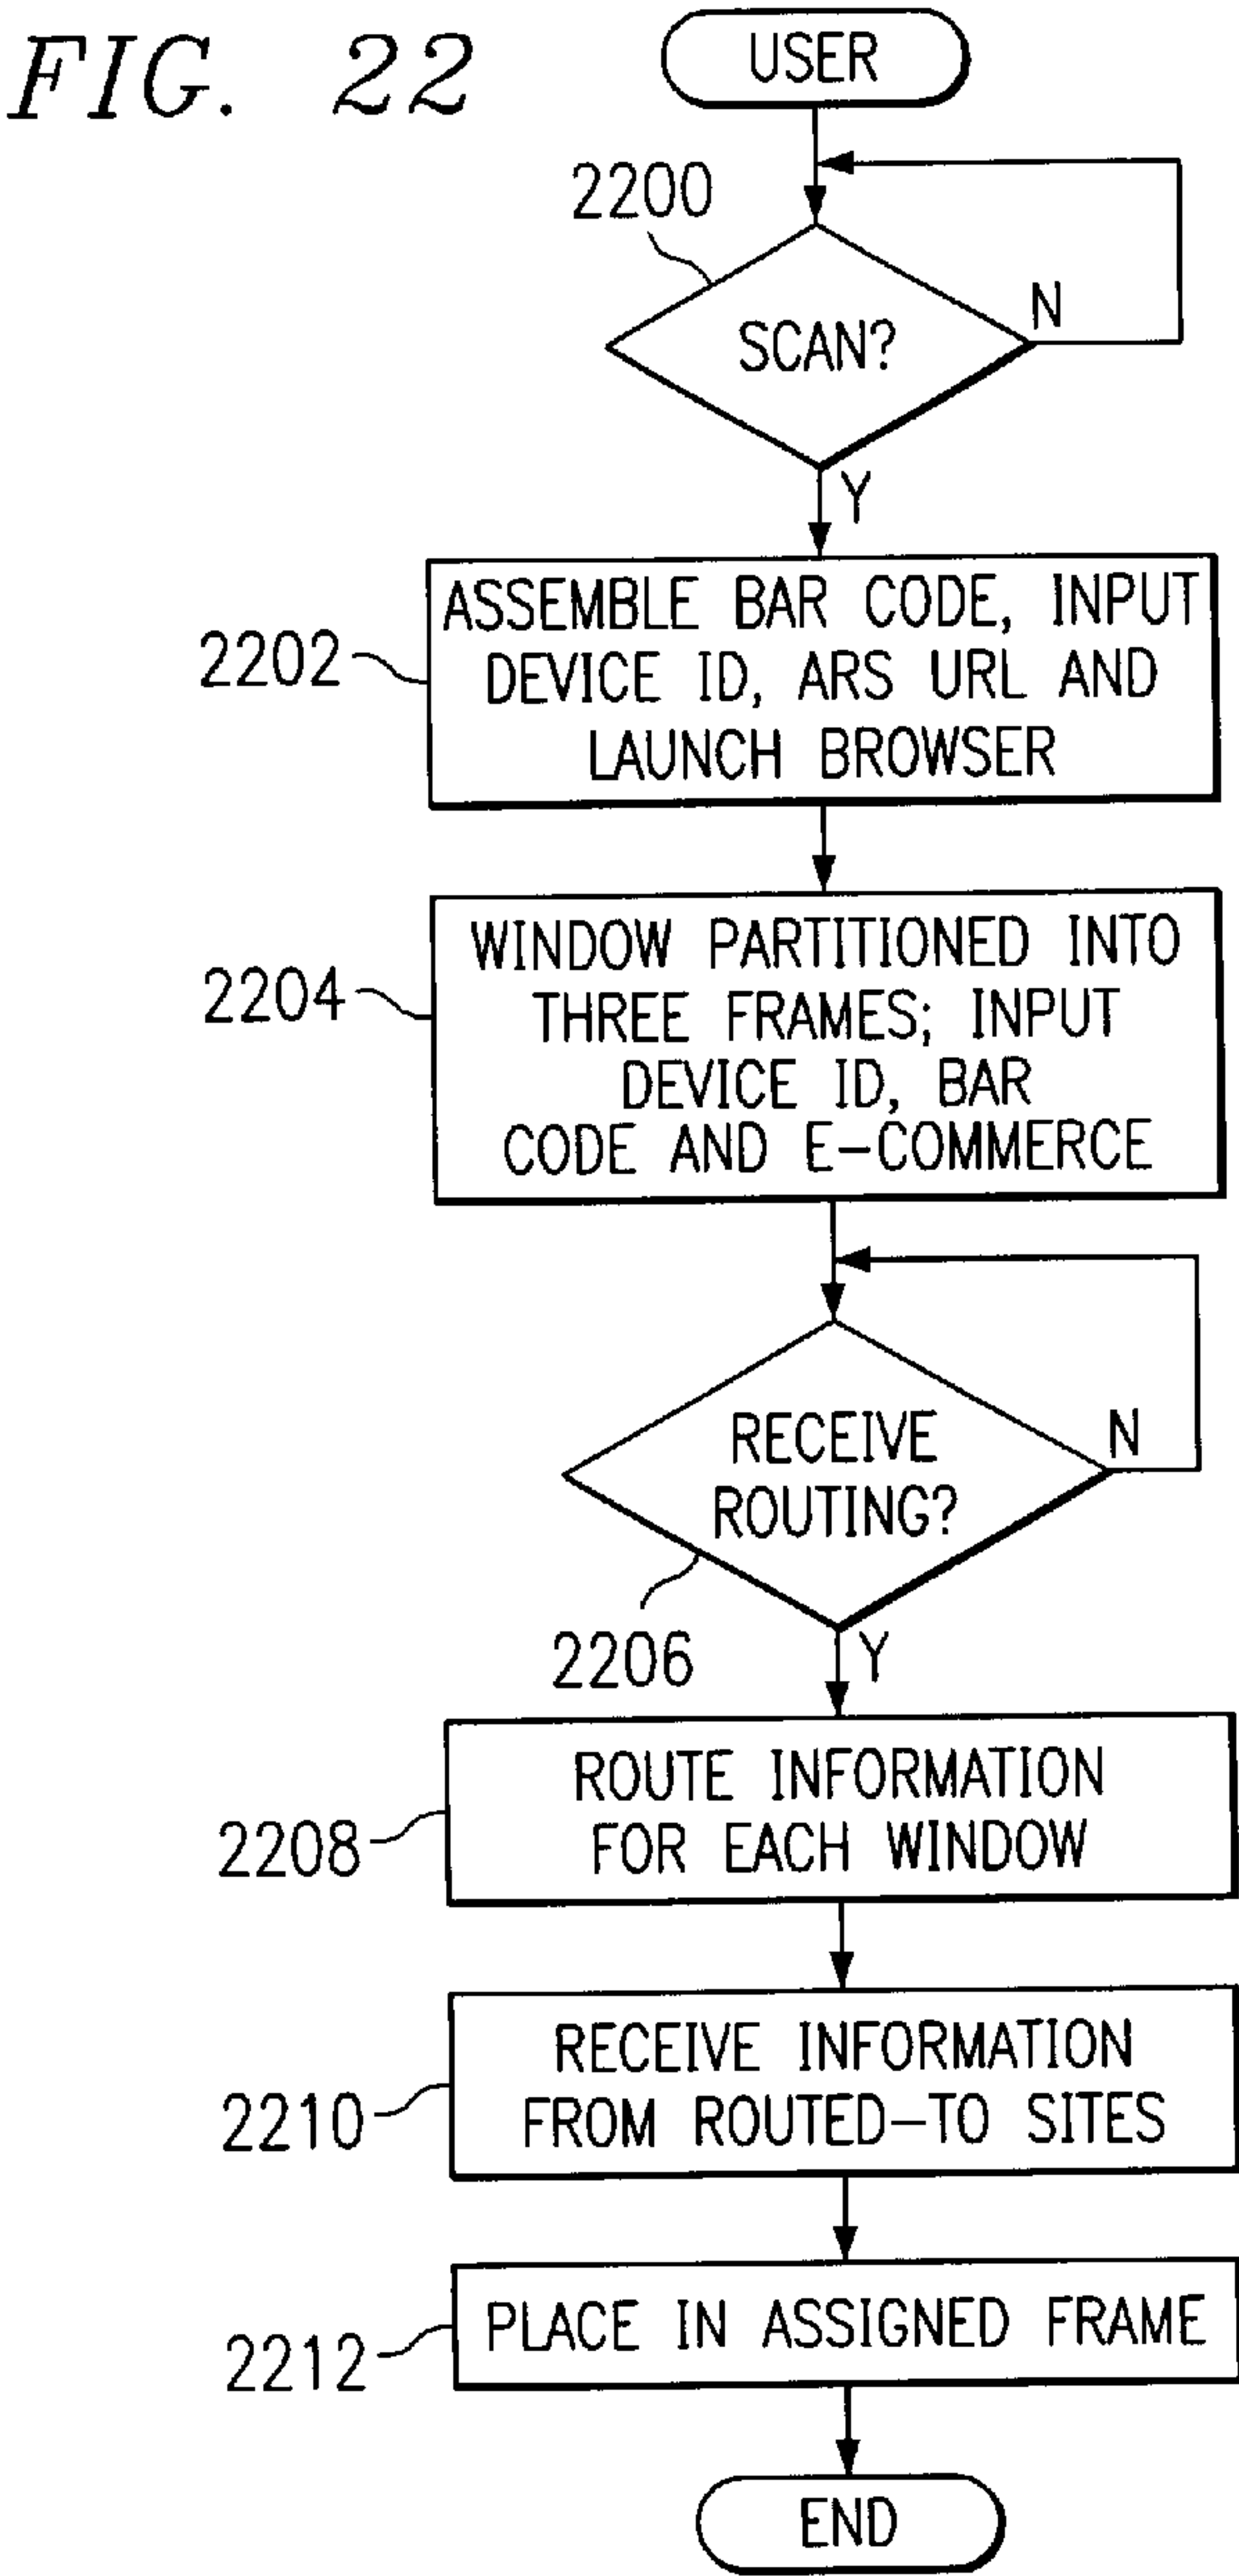 FIG. 22
USER
2200
SCAN?
N
Y
2202
ASSEMBLE BAR CODE, INPUT
DEVICE ID, ARS URL AND
LAUNCH BROWSER
2204
WINDOW PARTITIONED INTO
THREE FRAMES; INPUT
DEVICE ID, BAR
CODE AND E-COMMERCE
RECEIVE
ROUTING?
N
2206
Y
2208
ROUTE INFORMATION
FOR EACH WINDOW
2210
RECEIVE INFORMATION
FROM ROUTED-TO SITES
2212
PLACE IN ASSIGNED FRAME
END